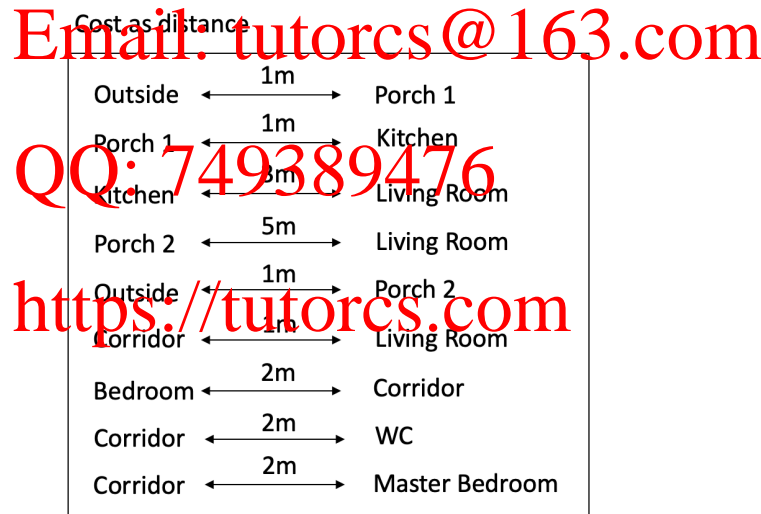 Cost as distance
Email: tutorcs@163.com
Outside 1m Porch 1
Porch 1 1m Kitchen
QQ: 749389476
Kitchen 3m Living Room
Porch 2 5m Living Room
Outside 1m Porch 2
https://tutorcs.com
Corridor 1m Living Room
Bedroom 2m Corridor
Corridor 2m WC
Corridor 2m Master Bedroom